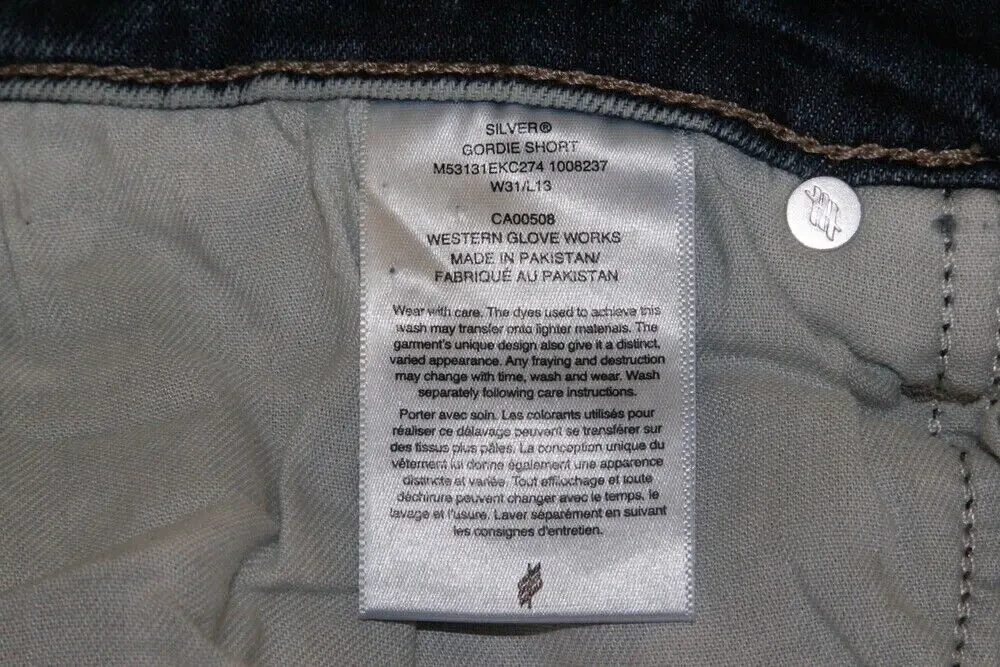 SILVER®
GORDIE SHORT
M53131EKC274 1008237
W31/L13
CA00508
WESTERN GLOVE WORKS
MADE IN PAKISTAN/
FABRIQUÉ AU PAKISTAN
Wear with care. The dyes used to achieve this
wash may transfer onto lighter materials. The
garment's unique design also give it a distinct,
varied appearance. Any fraying and destruction
may change with time, wash and wear. Wash
separately following care instructions.
Porter avec soin. Les colorants utilisés pour
réaliser ce délavage peuvent se transférer sur
des tissus plus pâles. La conception unique du
vêtement lui donne également une apparence
distincte et variée. Tout effilochage et toute
déchirure peuvent changer avec le temps, le
lavage et l'usure. Laver séparément en suivant
les consignes d'entretien.